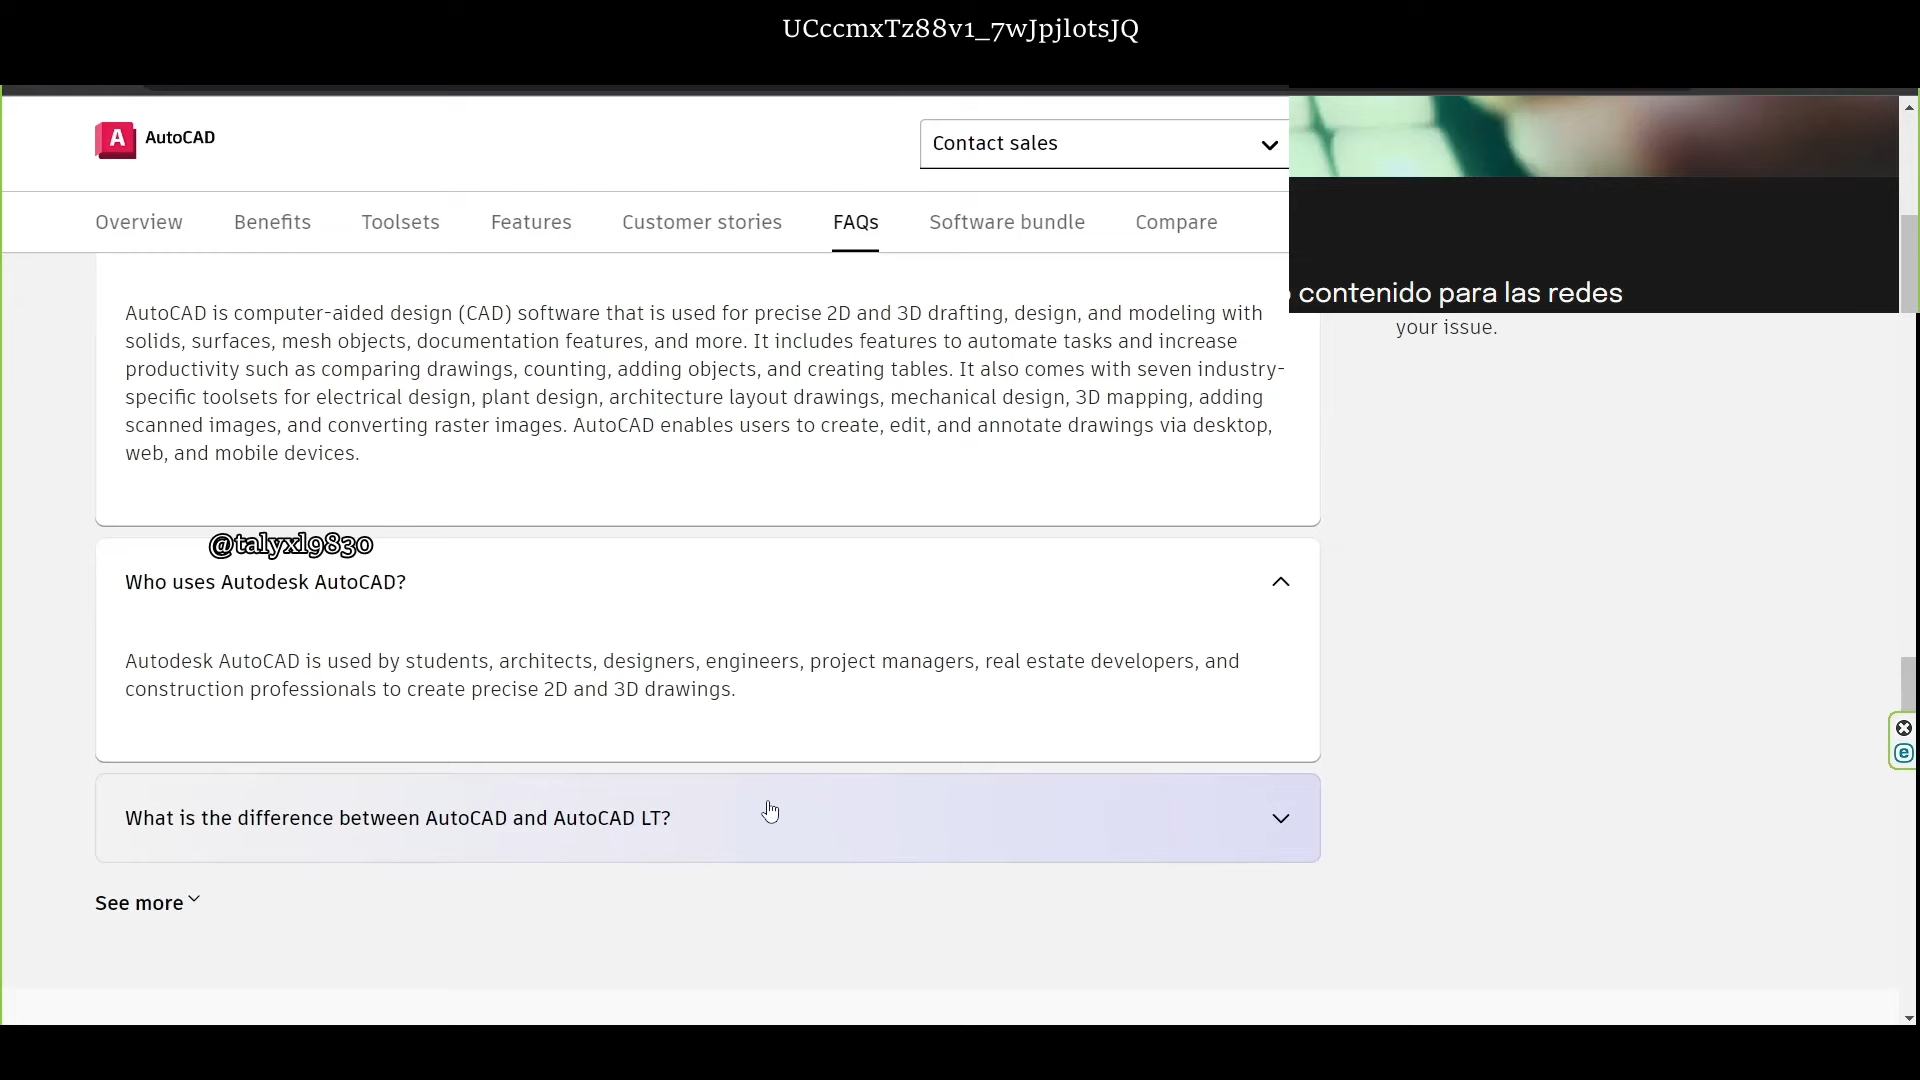 UCccmxTz88v1_7wJpjlotsJQ
A AutoCAD
Contact sales
Overview Benefits Toolsets Features Customer stories FAQs Software bundle Compare
contenido para las redes
your issue.
AutoCAD is computer-aided design (CAD) software that is used for precise 2D and 3D drafting, design, and modeling with
solids, surfaces, mesh objects, documentation features, and more. It includes features to automate tasks and increase
productivity such as comparing drawings, counting, adding objects, and creating tables. It also comes with seven industry-
specific toolsets for electrical design, plant design, architecture layout drawings, mechanical design, 3D mapping, adding
scanned images, and converting raster images. AutoCAD enables users to create, edit, and annotate drawings via desktop,
web, and mobile devices.
@talyxl9830
Who uses Autodesk AutoCAD?
Autodesk AutoCAD is used by students, architects, designers, engineers, project managers, real estate developers, and
construction professionals to create precise 2D and 3D drawings.
What is the difference between AutoCAD and AutoCAD LT?
See more